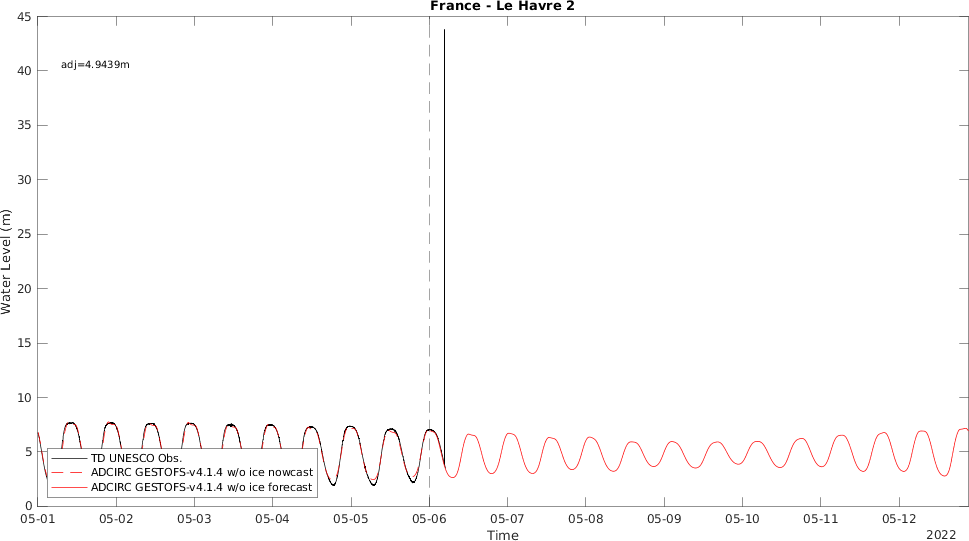 France - Le Havre 2
45
adj=4.9439m
40
35
30
25
20
15
10
5
0
Water Level (m)
TD UNESCO Obs.
ADCIRC GESTOFS-v4.1.4 w/o ice nowcast
ADCIRC GESTOFS-v4.1.4 w/o ice forecast
05-01 05-02 05-03 05-04 05-05 05-06 05-07 05-08 05-09 05-10 05-11 05-12
Time
2022